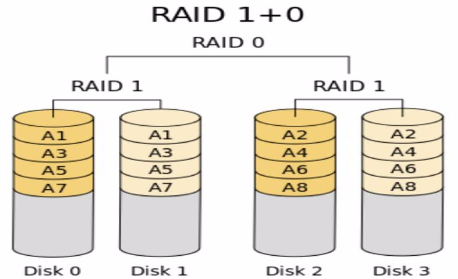 RAID 1+0
RAID 0
RAID 1 RAID 1
A1 A1 A2 A2
A3 A3 A4 A4
A5 A5 A6 A6
A7 A7 A8 A8
Disk 0 Disk 1 Disk 2 Disk 3